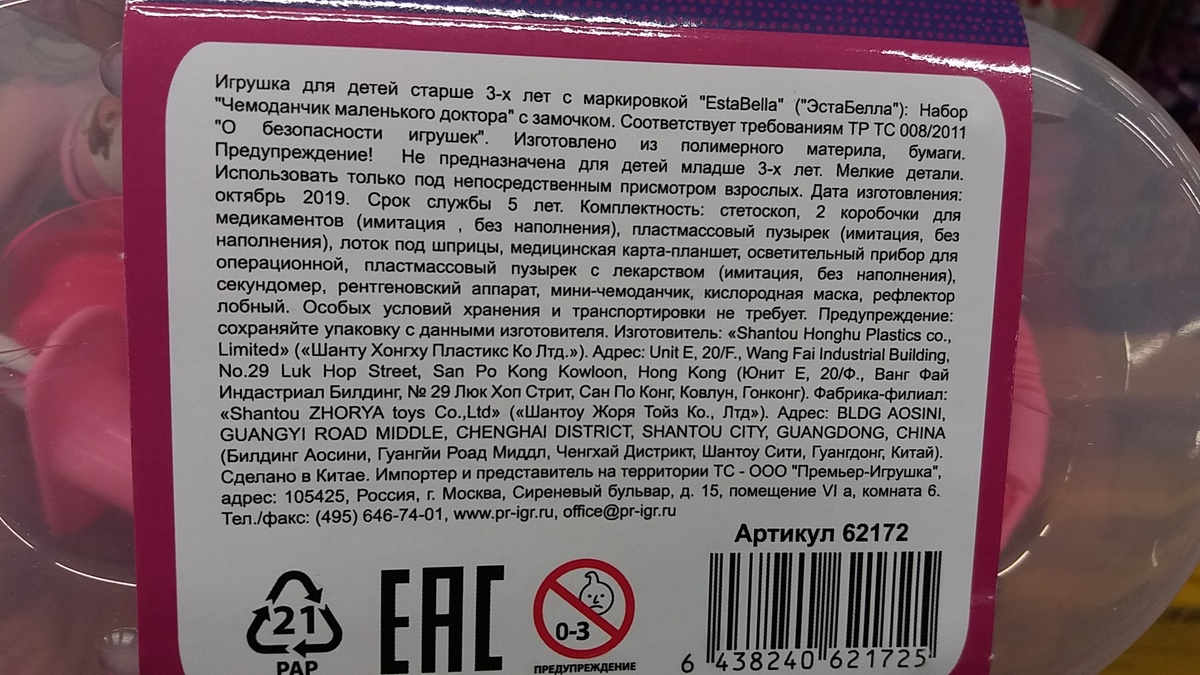 Игрушка для детей старше 3-х лет с маркировкой "EstaBella" ("ЭстаБелла"): Набор
"Чемоданчик маленького доктора" с замочком. Соответствует требованиям ТР ТС 008/2011
"О безопасности игрушек". Изготовлено из полимерного материла, бумаги.
Предупреждение! Не предназначена для детей младше 3-х лет. Мелкие детали.
Использовать только под непосредственным присмотром взрослых. Дата изготовления:
октябрь 2019. Срок службы 5 лет. Комплектность: стетоскоп, 2 коробочки для
медикаментов (имитация , без наполнения), пластмассовый пузырек (имитация, без
наполнения), лоток под шприцы, медицинская карта-планшет, осветительный прибор для
операционной, пластмассовый пузырек с лекарством (имитация, без наполнения),
секундомер, рентгеновский аппарат, мини-чемоданчик, кислородная маска, рефлектор
лобный. Особых условий хранения и транспортировки не требует. Предупреждение:
сохраняйте упаковку с данными изготовителя. Изготовитель: «Shantou Honghu Plastics co.,
Limited» («Шанту Хонгху Пластикс Ко Лтд.»). Адрес: Unit E, 20/F., Wang Fai Industrial Building,
No.29 Luk Hop Street, San Po Kong Kowloon, Hong Kong (Юнит Е, 20/Ф., Ванг Фай
Индастриал Билдинг, № 29 Люк Хоп Стрит, Сан По Конг, Ковлун, Гонконг). Фабрика-филиал:
«Shantou ZHORYA toys Co.,Ltd» («Шантоу Жоря Тойз Ко., Лтд»). Адрес: BLDG AOSINI,
GUANGYI ROAD MIDDLE, CHENGHAI DISTRICT, SHANTOU CITY, GUANGDONG, CHINA
(Билдинг Аосини, Гуангйи Роад Миддл, Ченгхай Дистрикт, Шантоу Сити, Гуангдонг, Китай).
Сделано в Китае. Импортер и представитель на территории ТС - ООО "Премьер-Игрушка",
адрес: 105425, Россия, г. Москва, Сиреневый бульвар, д. 15, помещение VI а, комната 6.
Тел./факс: (495) 646-74-01, www.pr-igr.ru, office@pr-igr.ru
Артикул 62172
21
PAP
EAC
0-3
ПРЕДУПРЕЖДЕНИЕ
6 438240 621725